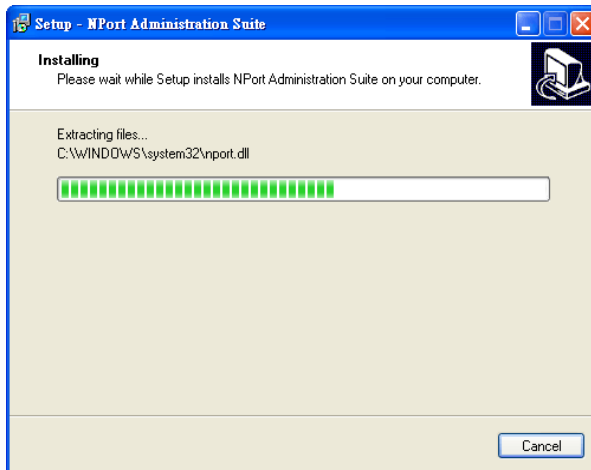 Setup - NPort Administration Suite
Installing
Please wait while Setup installs NPort Administration Suite on your computer.
Extracting files...
C:\WINDOWS\system32\nport.dll
Cancel